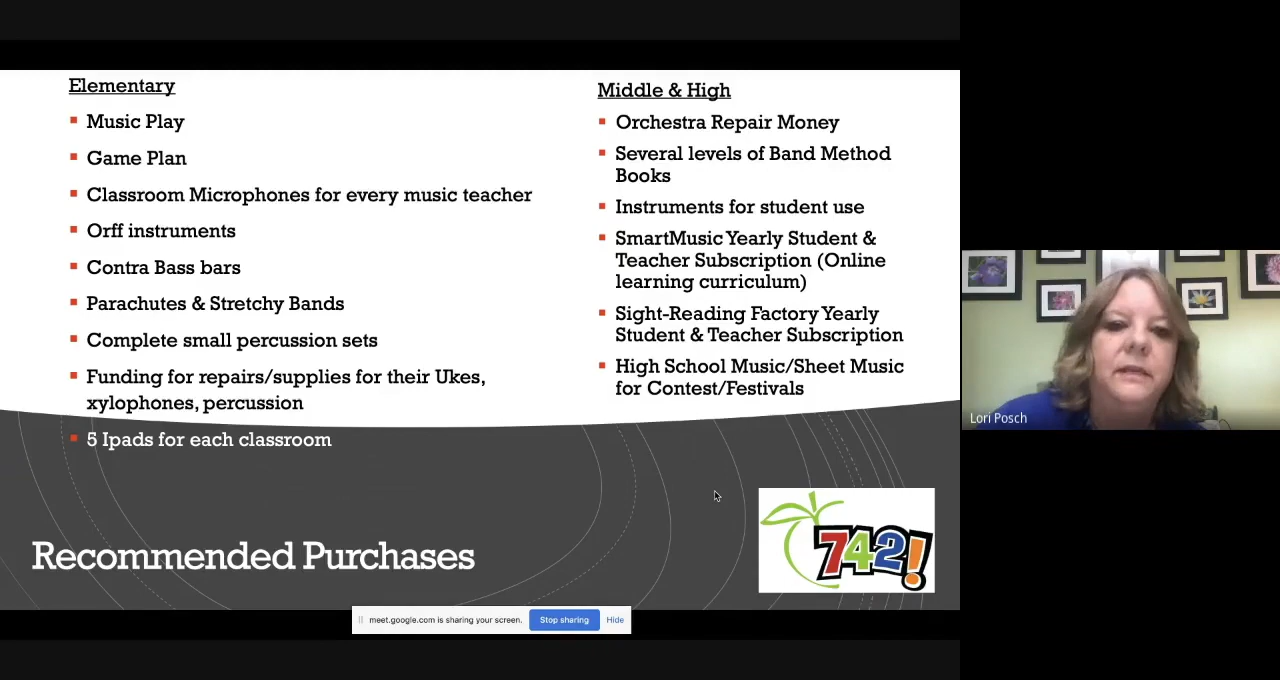 Elementary
Music Play
Game Plan
Classroom Microphones for every music teacher
Orff instruments
Contra Bass bars
Parachutes & Stretchy Bands
Complete small percussion sets
Funding for repairs/supplies for their Ukes,
xylophones, percussion
5 Ipads for each classroom
Middle & High
Orchestra Repair Money
Several levels of Band Method
Books
Instruments for student use
SmartMusic Yearly Student &
Teacher Subscription (Online
learning curriculum)
Sight-Reading Factory Yearly
Student & Teacher Subscription
High School Music/Sheet Music
for Contest/Festivals
Recommended Purchases
742!
meet.google.com is sharing your screen.
Stop sharing
Hide
Lori Posch